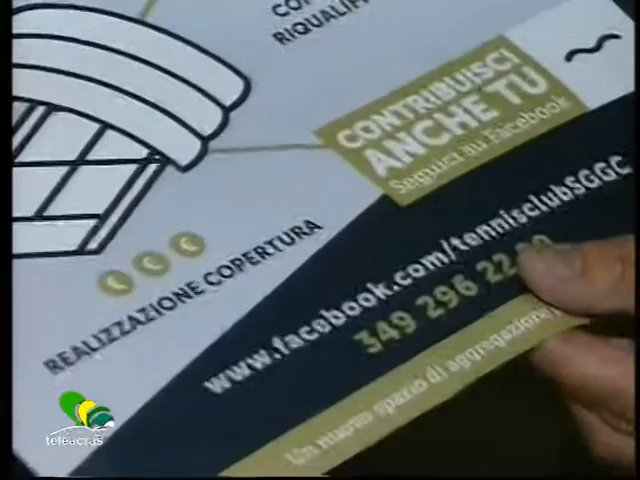 RIQUALIFI
CONTRIBUISCI
ANCHE TU
Seguici su Facebook
€ € €
REALIZZAZIONE COPERTURA
www.facebook.com/tennisclubSGGC
349 296 22
Un nuovo spazio di aggregazione
teleacras